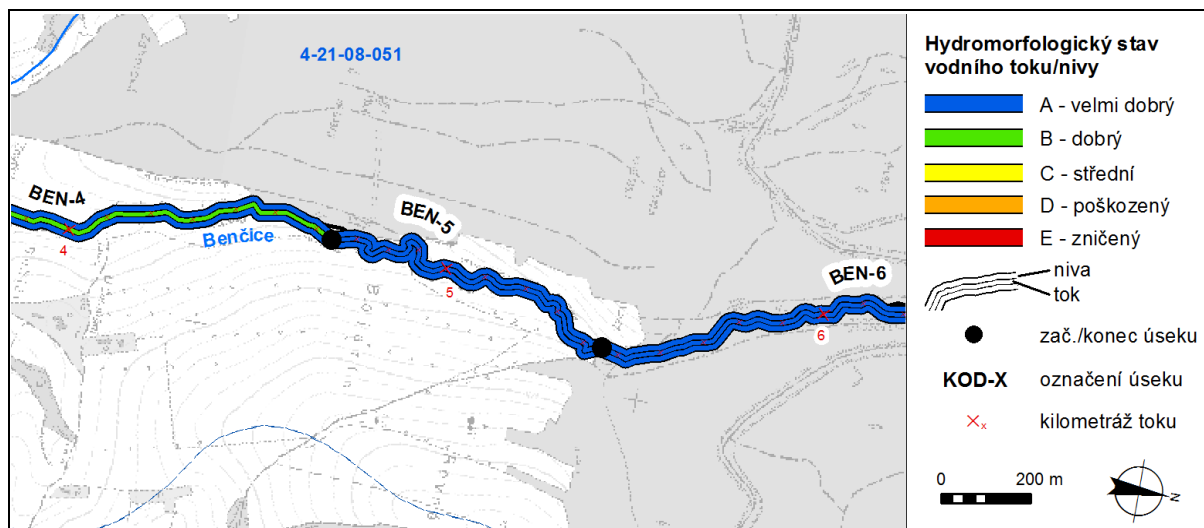 4-21-08-051
BEN-4
4
Benčice
BEN-5
5
BEN-6
6
Hydromorfologický stav
vodního toku/nivy
A - velmi dobrý
B - dobrý
C - střední
D - poškozený
E - zničený
niva
tok
zač./konec úseku
KOD-X označení úseku
x kilometráž toku
0 200 m
N